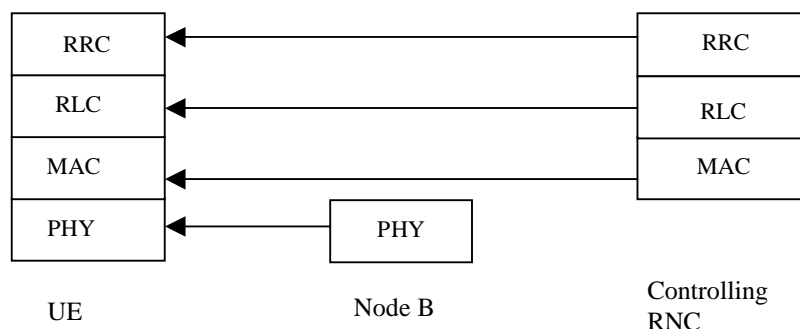 RRC
RRC
RLC
RLC
MAC
MAC
PHY
PHY
UE
Node B
Controlling
RNC